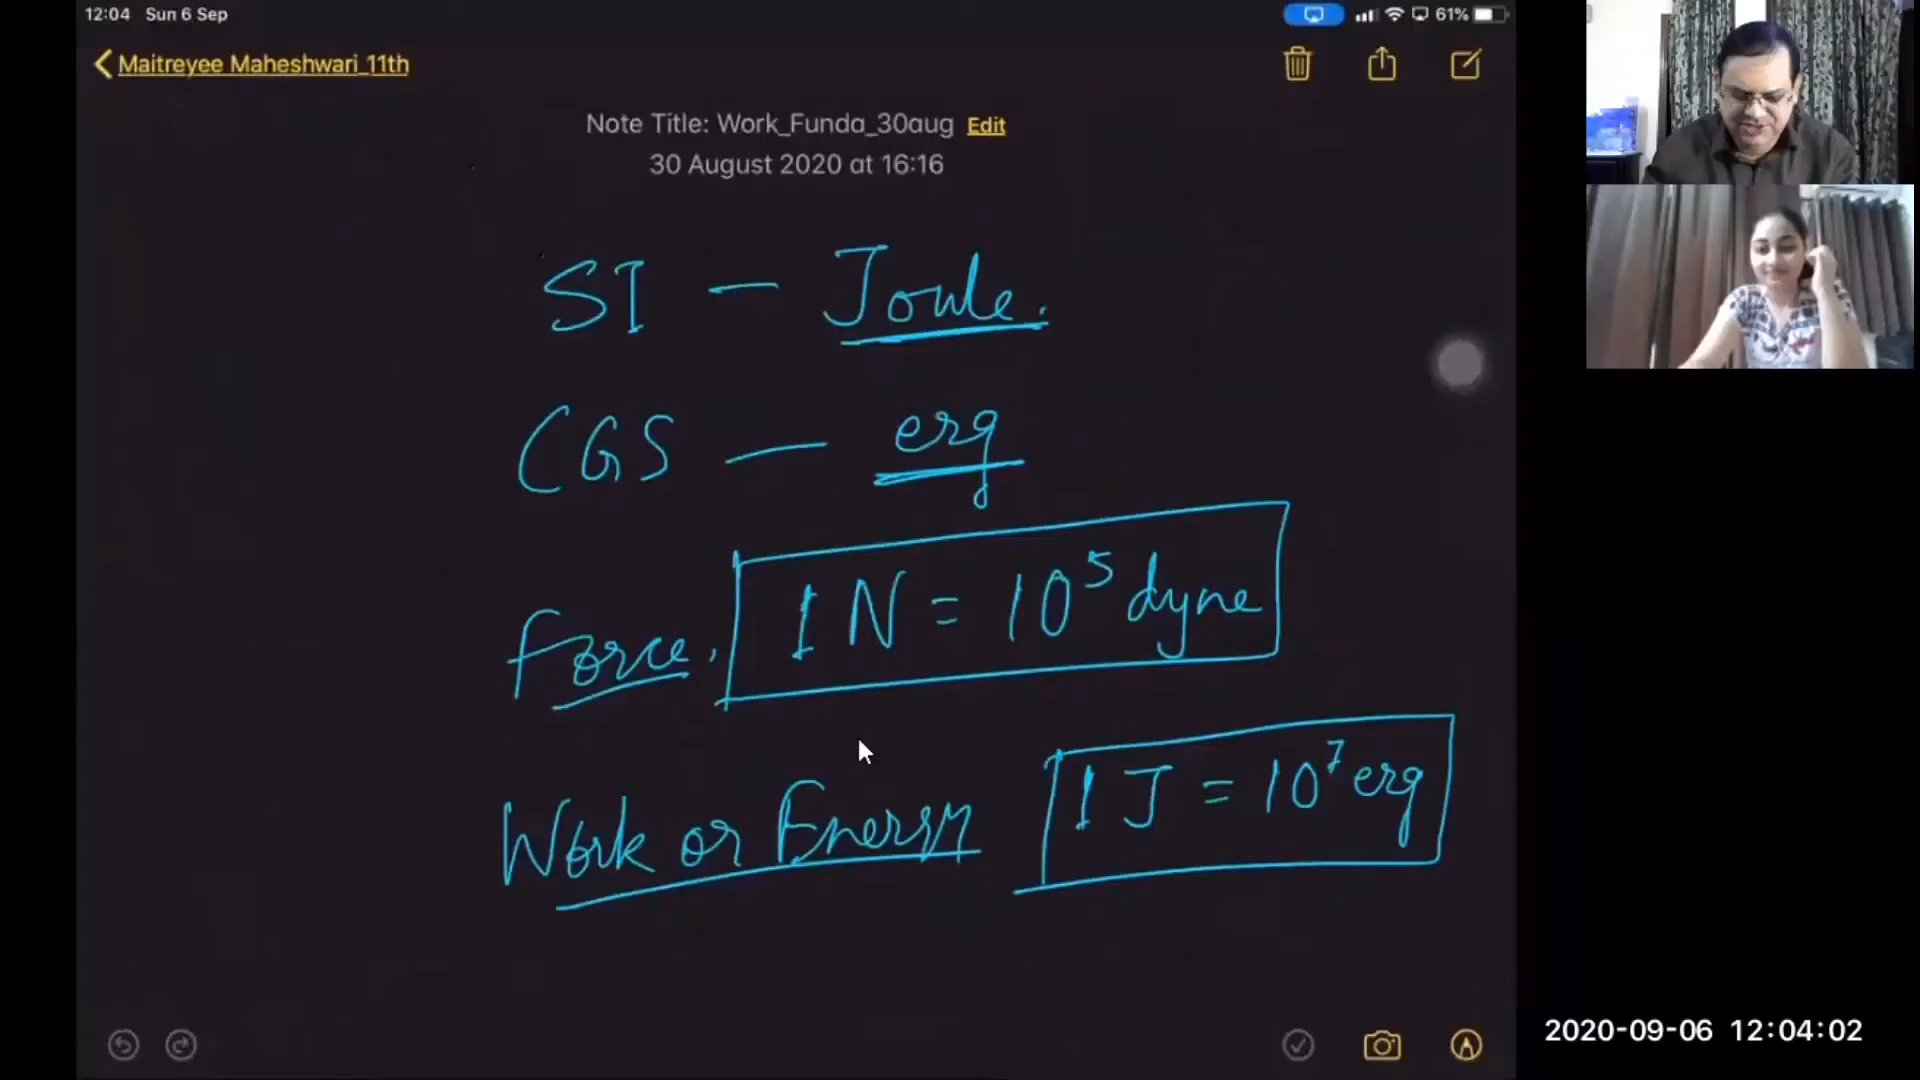 12:04 Sun 6 Sep 61%
Maitreyee Maheshwari_11th
Note Title: Work_Funda_30aug Edit
30 August 2020 at 16:16
SI — Joule.
CGS — erg
Force. 1 N = 10⁵ dyne
Work or Energy 1 J = 10⁷ erg
2020-09-06 12:04:02